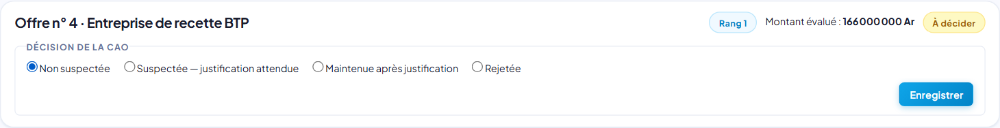 Offre n° 4 · Entreprise de recette BTP
Rang 1
Montant évalué : 166 000 000 Ar
À décider
DÉCISION DE LA CAO
Non suspectée
Suspectée — justification attendue
Maintenue après justification
Rejetée
Enregistrer